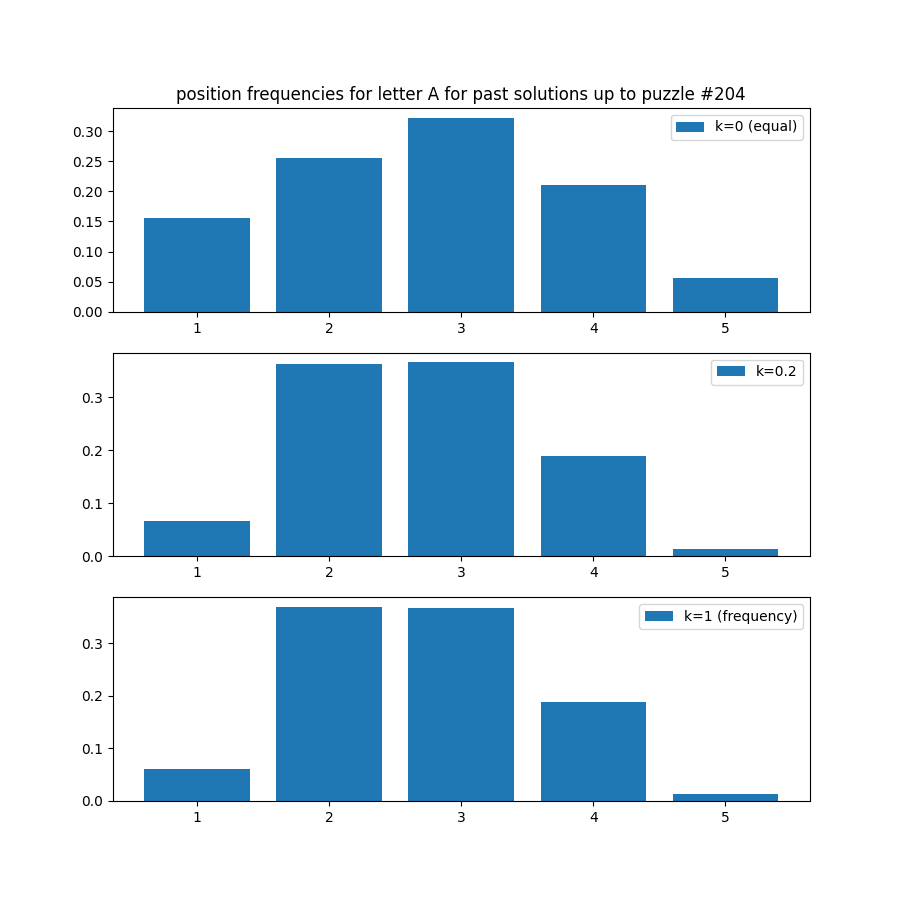 position frequencies for letter A for past solutions up to puzzle #204
k=0 (equal)
0.30
0.25
0.20
0.15
0.10
0.05
0.00
1 2 3 4 5
k=0.2
0.3
0.2
0.1
0.0
1 2 3 4 5
k=1 (frequency)
0.3
0.2
0.1
0.0
1 2 3 4 5